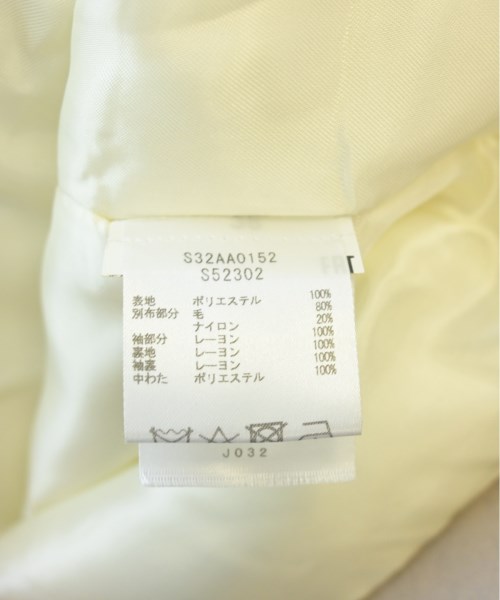 S32AA0152
S52302
表地 ポリエステル 100%
別布部分 毛 80%
ナイロン 20%
袖部分 レーヨン 100%
裏地 レーヨン 100%
袖裏 レーヨン 100%
中わた ポリエステル 100%
J032